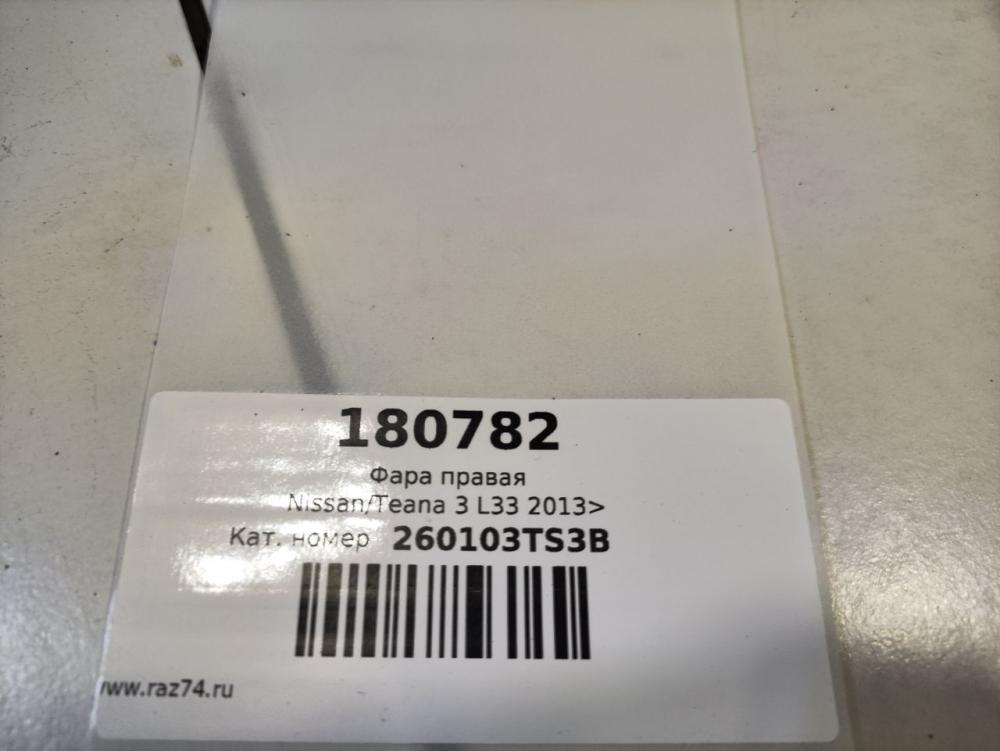 180782
Фара правая
Nissan/Teana 3 L33 2013>
Кат. номер 260103TS3B
www.raz74.ru